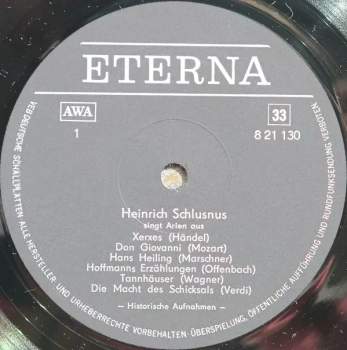 ETERNA
AWA
33
1
8 21 130
Heinrich Schlusnus
singt Arien aus
Xerxes (Händel)
Don Giovanni (Mozart)
Hans Heiling (Marschner)
Hoffmanns Erzählungen (Offenbach)
Tannhäuser (Wagner)
Die Macht des Schicksals (Verdi)
— Historische Aufnahmen —
VEB DEUTSCHE SCHALLPLATTEN ALLE HERSTELLER- UND URHEBERRECHTE VORBEHALTEN · ÜBERSPIELUNG, ÖFFENTLICHE AUFFÜHRUNG UND RUNDFUNKSENDUNG VERBOTEN